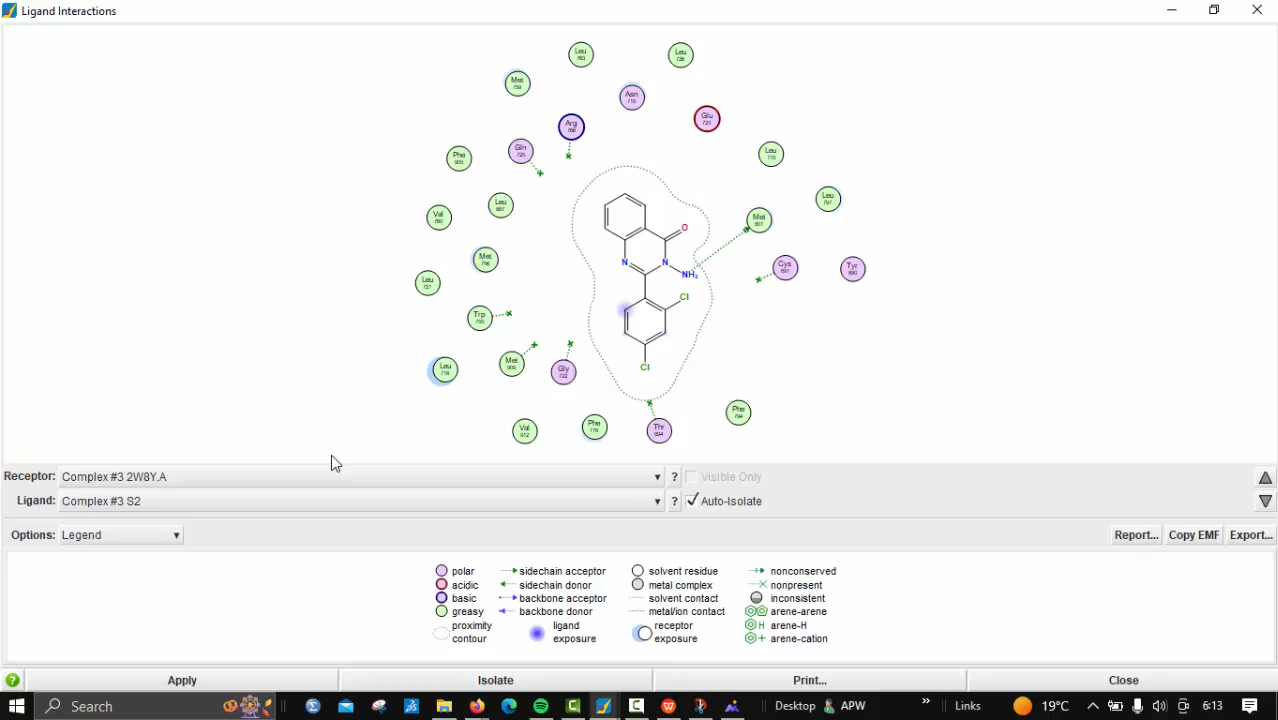 Ligand Interactions
Leu
Leu
Met
Asn
Glu
Arg
Gln
Phe
Leu
Leu
Leu
Val
Met
O
Met
N
N
NH₂
Cys
Tyr
Leu
Cl
Trp
Met
Leu
Gly
Cl
Phe
Val
Phe
Thr
Receptor: Complex #3 2W8Y.A ? Visible Only
Ligand: Complex #3 S2 ? Auto-Isolate
Options: Legend Report... Copy EMF Export...
polar sidechain acceptor solvent residue nonconserved
acidic sidechain donor metal complex nonpresent
basic backbone acceptor solvent contact inconsistent
greasy backbone donor metal/ion contact arene-arene
proximity contour ligand exposure receptor exposure H arene-H
+ arene-cation
? Apply Isolate Print... Close
Search Desktop APW » Links 19°C 6:13